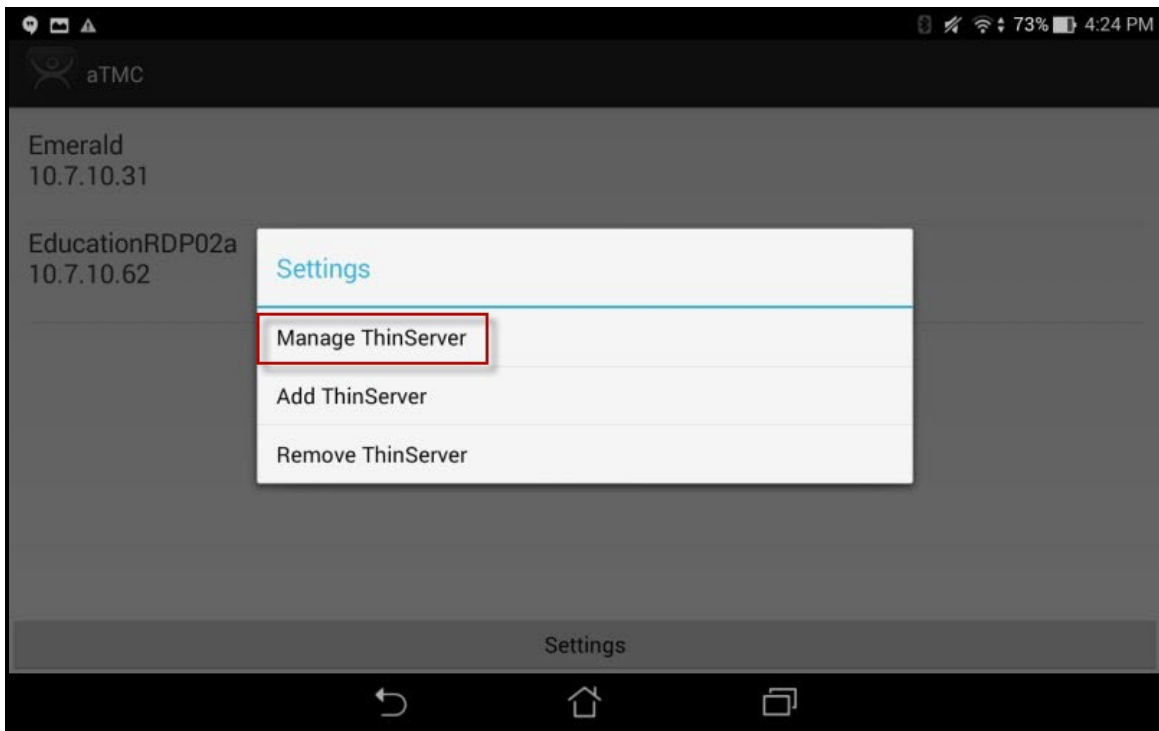 73% 4:24 PM
aTMC
Emerald
10.7.10.31
EducationRDP02a
10.7.10.62
Settings
Manage ThinServer
Add ThinServer
Remove ThinServer
Settings